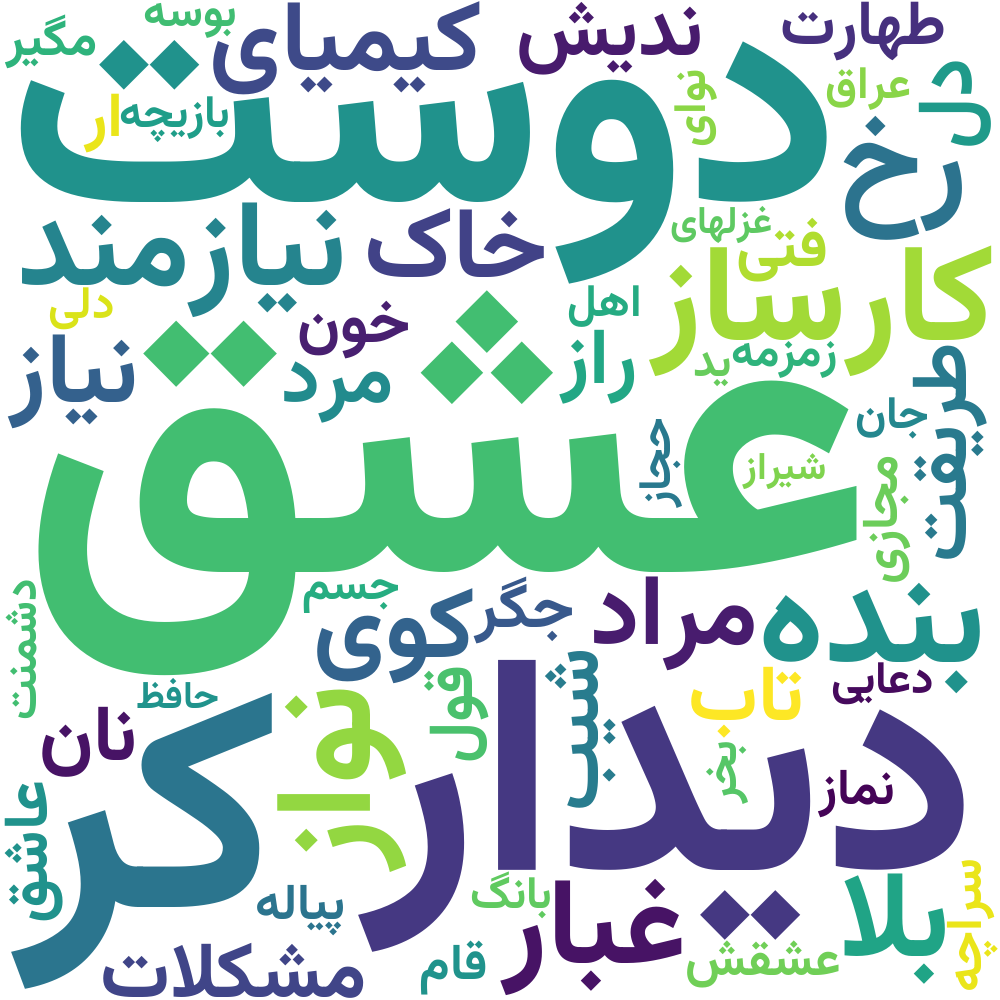 بوسه
طهارت
ندیش
کیمیای
مگیر
دوست
عراق
دل
نوای
ار
بازیچه
رخ
غزلهای
خاک
نیازمند
فتی
کارساز
اهل
دلی
خون
راز
زمزمه
ید
مرد
نیاز
عشق
طریقت
جان
حجاز
شیراز
مجازی
جسم
دشمنت
جگر
مراد
بنده
کوی
دعایی
حافظ
قول
شیب
تاب
نواز
نان
دیدار
کر
بخر
نماز
عاشق
پیاله
بانگ
غبار
بلا
سراچه
قام
عشقش
مشکلات